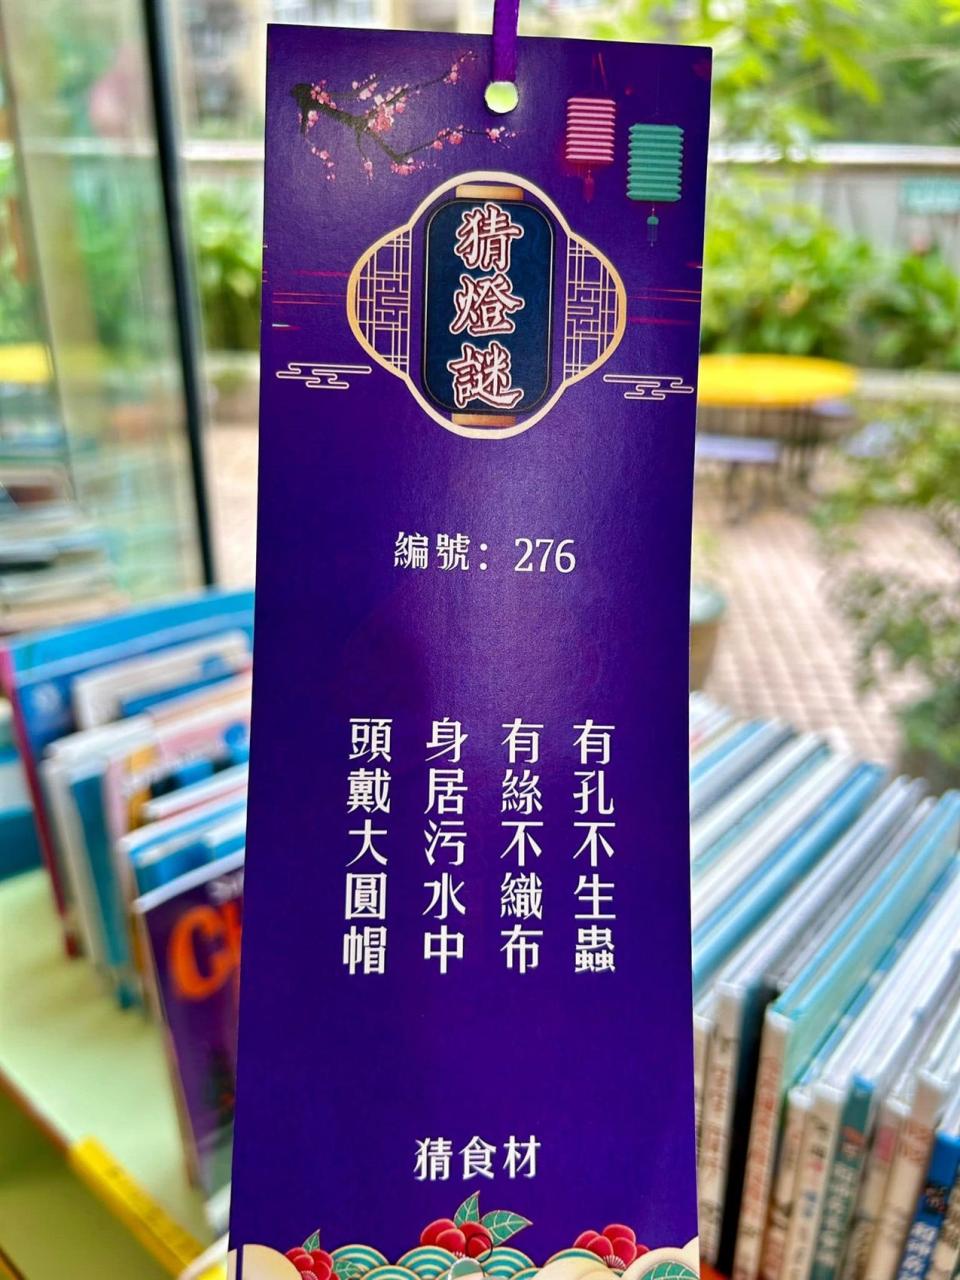 猜燈謎
編號：276
有孔不生蟲
有絲不織布
身居污水中
頭戴大圓帽
猜食材